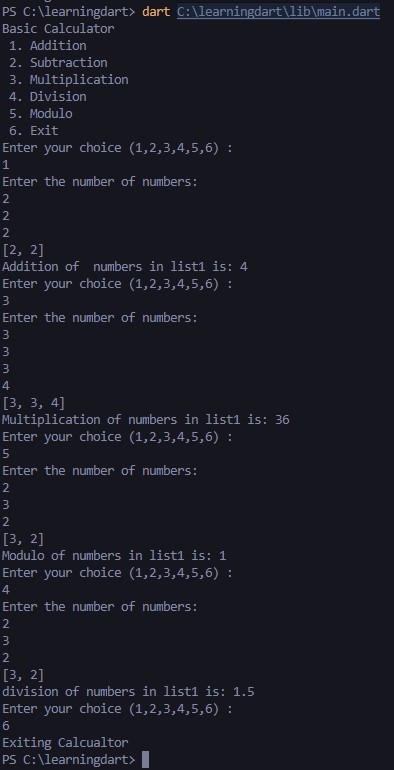 PS C:\learningdart> dart C:\learningdart\lib\main.dart
Basic Calculator
1. Addition
2. Subtraction
3. Multiplication
4. Division
5. Modulo
6. Exit
Enter your choice (1,2,3,4,5,6) :
1
Enter the number of numbers:
2
2
2
[2, 2]
Addition of  numbers in list1 is: 4
Enter your choice (1,2,3,4,5,6) :
3
Enter the number of numbers:
3
3
3
4
[3, 3, 4]
Multiplication of numbers in list1 is: 36
Enter your choice (1,2,3,4,5,6) :
5
Enter the number of numbers:
2
3
2
[3, 2]
Modulo of numbers in list1 is: 1
Enter your choice (1,2,3,4,5,6) :
4
Enter the number of numbers:
2
3
2
[3, 2]
division of numbers in list1 is: 1.5
Enter your choice (1,2,3,4,5,6) :
6
Exiting Calcualtor
PS C:\learningdart>